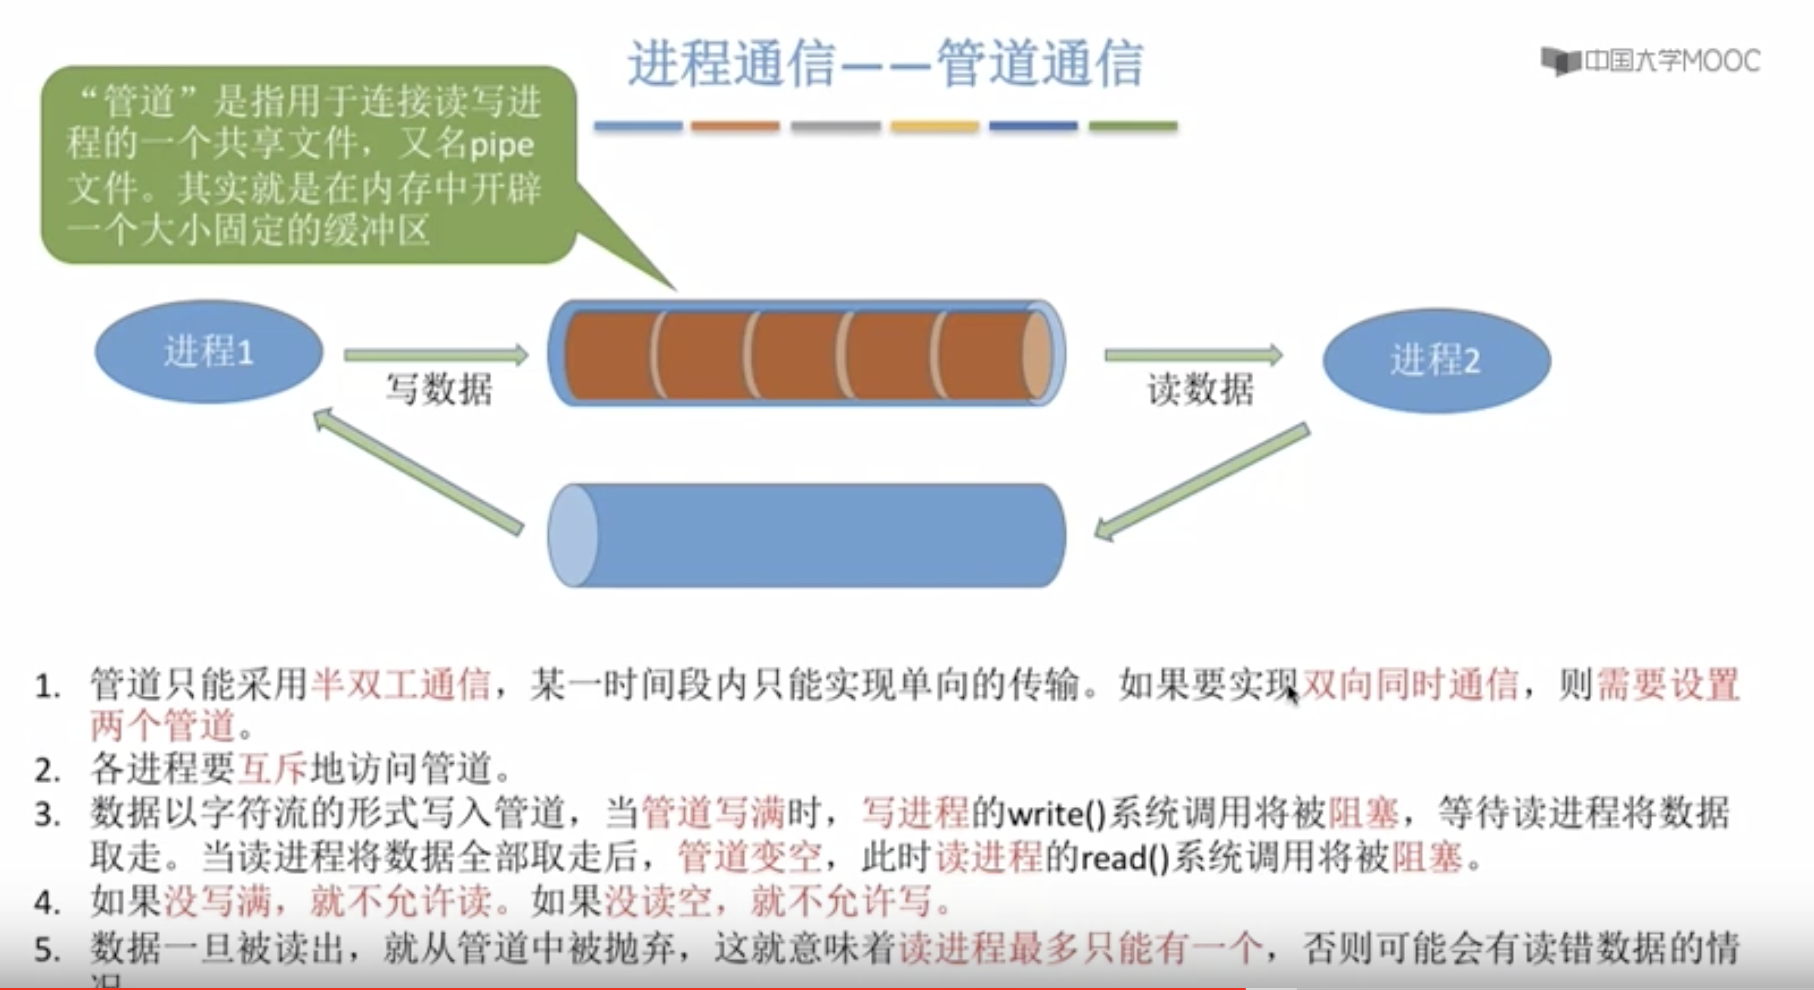 进程通信——管道通信
中国大学MOOC
“管道”是指用于连接读写进
程的一个共享文件，又名pipe
文件。其实就是在内存中开辟
一个大小固定的缓冲区
进程1
写数据
读数据
进程2
1. 管道只能采用半双工通信，某一时间段内只能实现单向的传输。如果要实现双向同时通信，则需要设置
两个管道。
2. 各进程要互斥地访问管道。
3. 数据以字符流的形式写入管道，当管道写满时，写进程的write()系统调用将被阻塞，等待读进程将数据
取走。当读进程将数据全部取走后，管道变空，此时读进程的read()系统调用将被阻塞。
4. 如果没写满，就不允许读。如果没读空，就不允许写。
5. 数据一旦被读出，就从管道中被抛弃，这就意味着读进程最多只能有一个，否则可能会有读错数据的情